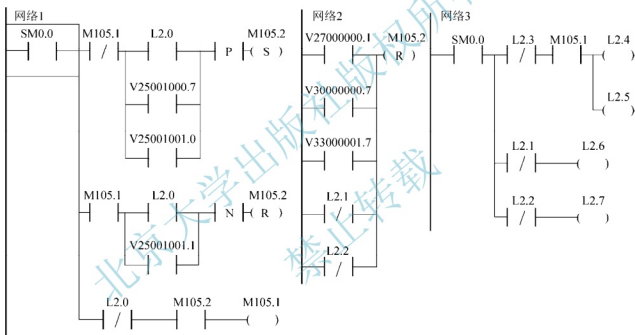 网络1
SM0.0 M105.1 L2.0 M105.2
/ P S
V25001000.7
V25001001.0
M105.1 L2.0 M105.2
N R
V25001001.1
L2.0 M105.2 M105.1
/
网络2
V27000000.1 M105.2
R
V30000000.7
V33000001.7
L2.1
/
L2.2
/
网络3
SM0.0 L2.3 M105.1 L2.4
/
L2.5
L2.1 L2.6
/
L2.2 L2.7
/
北京大学出版社版权所有
禁止转载